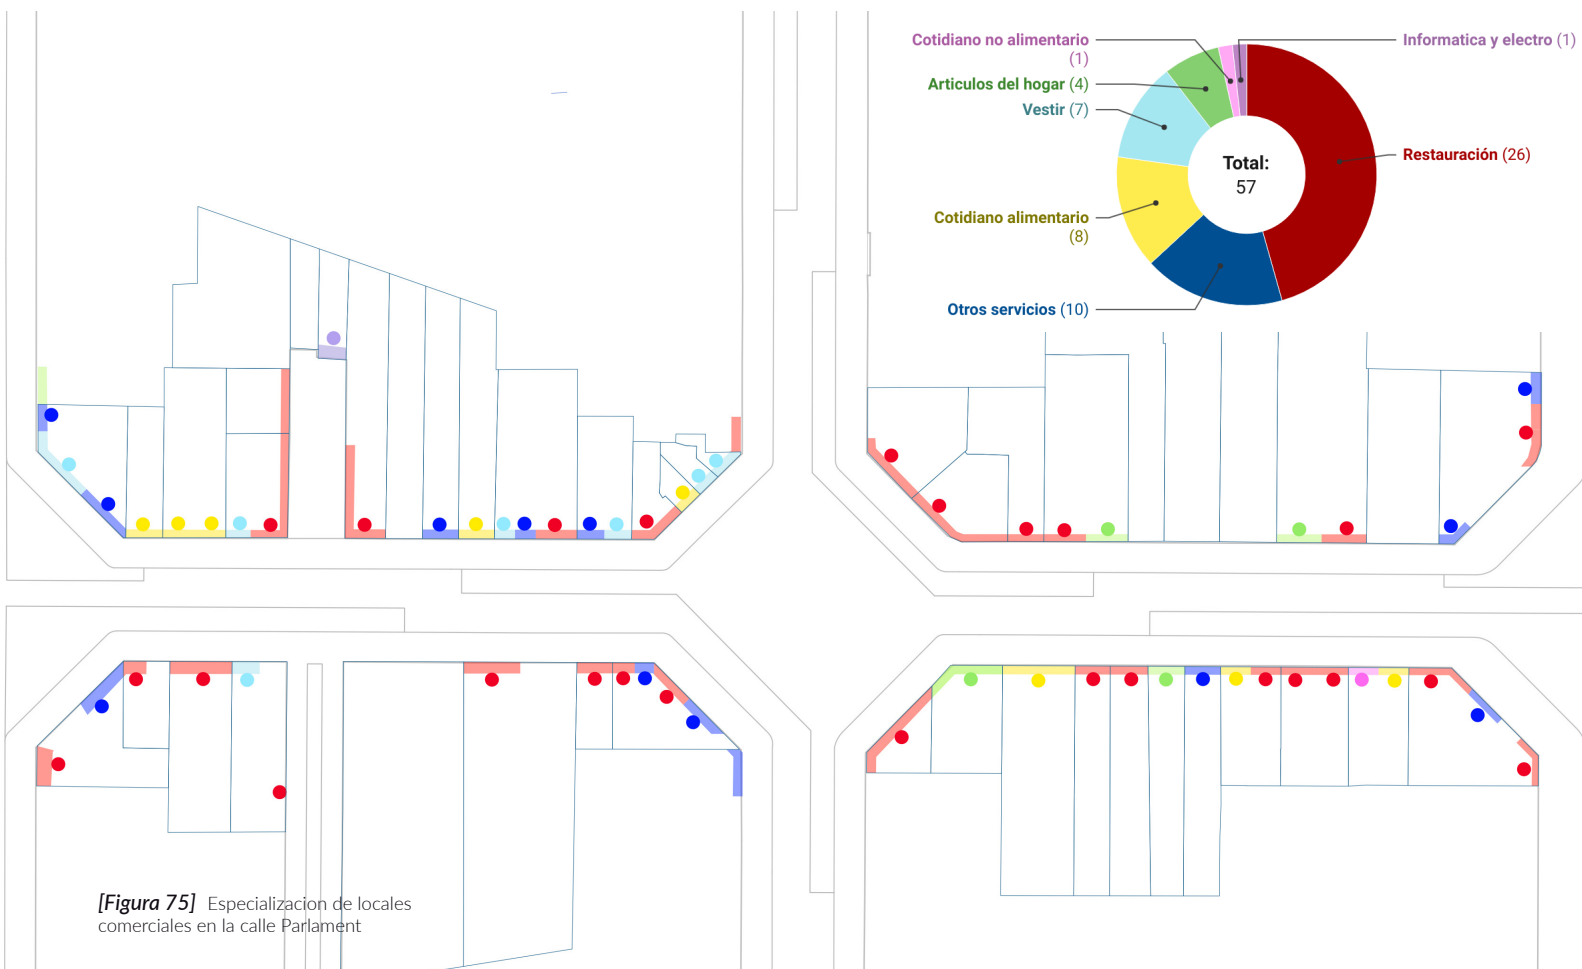 Cotidiano no alimentario
(1)
Informatica y electro (1)
Articulos del hogar (4)
Vestir (7)
Restauración (26)
Total:
57
Cotidiano alimentario
(8)
Otros servicios (10)
[Figura 75] Especializacion de locales
comerciales en la calle Parlament